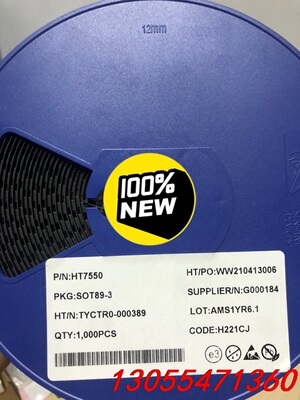 12mm
100%
NEW
P/N:HT7550
HT/PO:WW210413006
PKG:SOT89-3
SUPPLIER/N:G000184
HT/N:TYCTR0-000389
LOT:AMS1YR6.1
QTY:1,000PCS
CODE:H221CJ
e3
13055471360